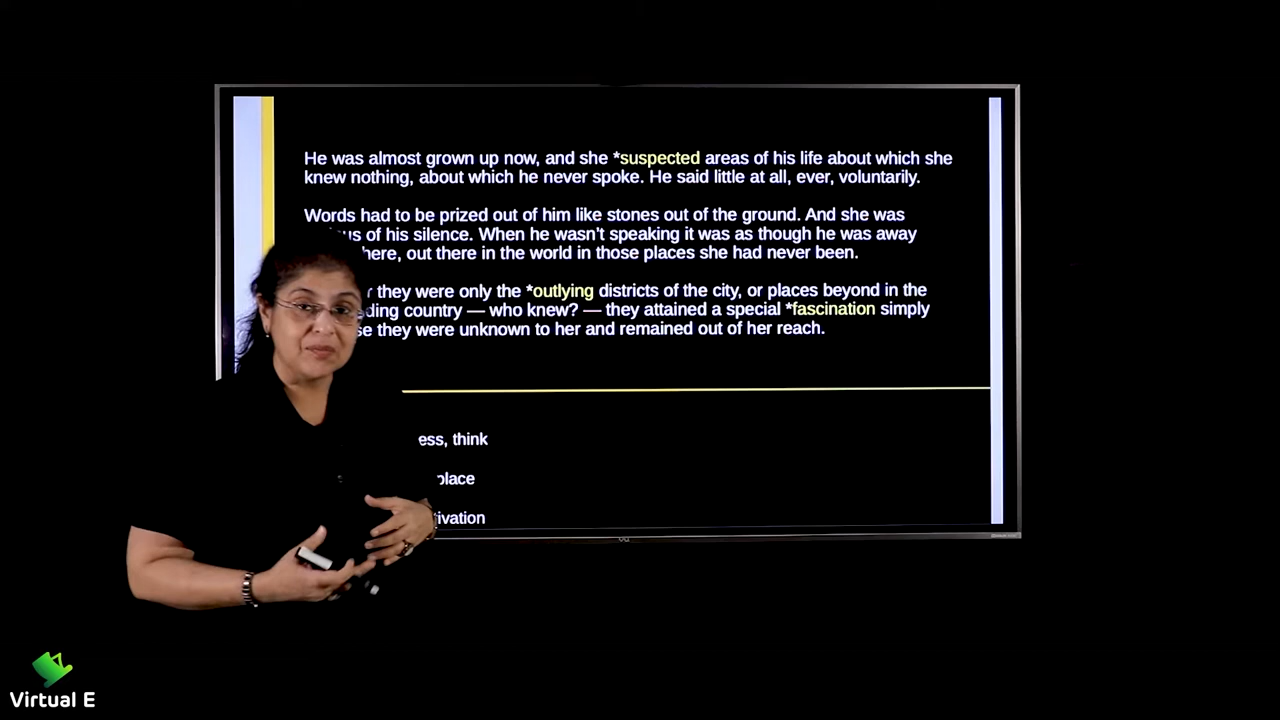 He was almost grown up now, and she *suspected areas of his life about which she
knew nothing, about which he never spoke. He said little at all, ever, voluntarily.
Words had to be prized out of him like stones out of the ground. And she was
of his silence. When he wasn't speaking it was as though he was away
out there in the world in those places she had never been.
they were only the *outlying districts of the city, or places beyond in the
country — who knew? — they attained a special *fascination simply
they were unknown to her and remained out of her reach.
think
place
Virtual E